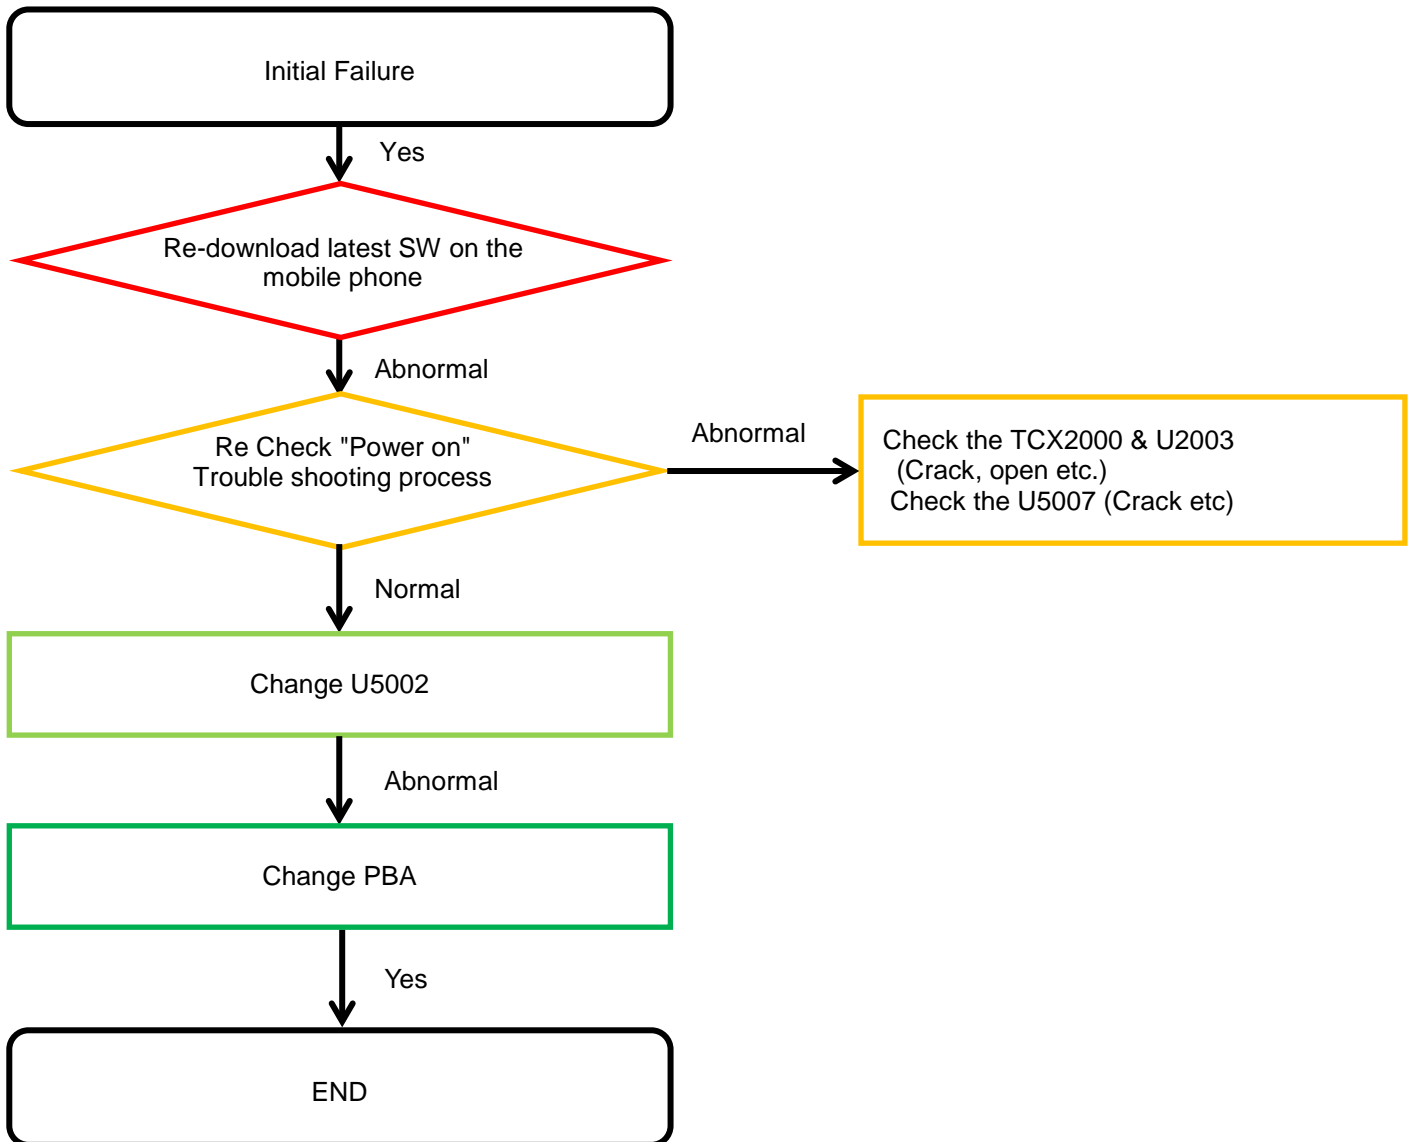 Initial Failure
Yes
Re-download latest SW on the
mobile phone
Abnormal
Re Check "Power on"
Trouble shooting process
Abnormal
Check the TCX2000 & U2003
(Crack, open etc.)
Check the U5007 (Crack etc)
Normal
Change U5002
Abnormal
Change PBA
Yes
END